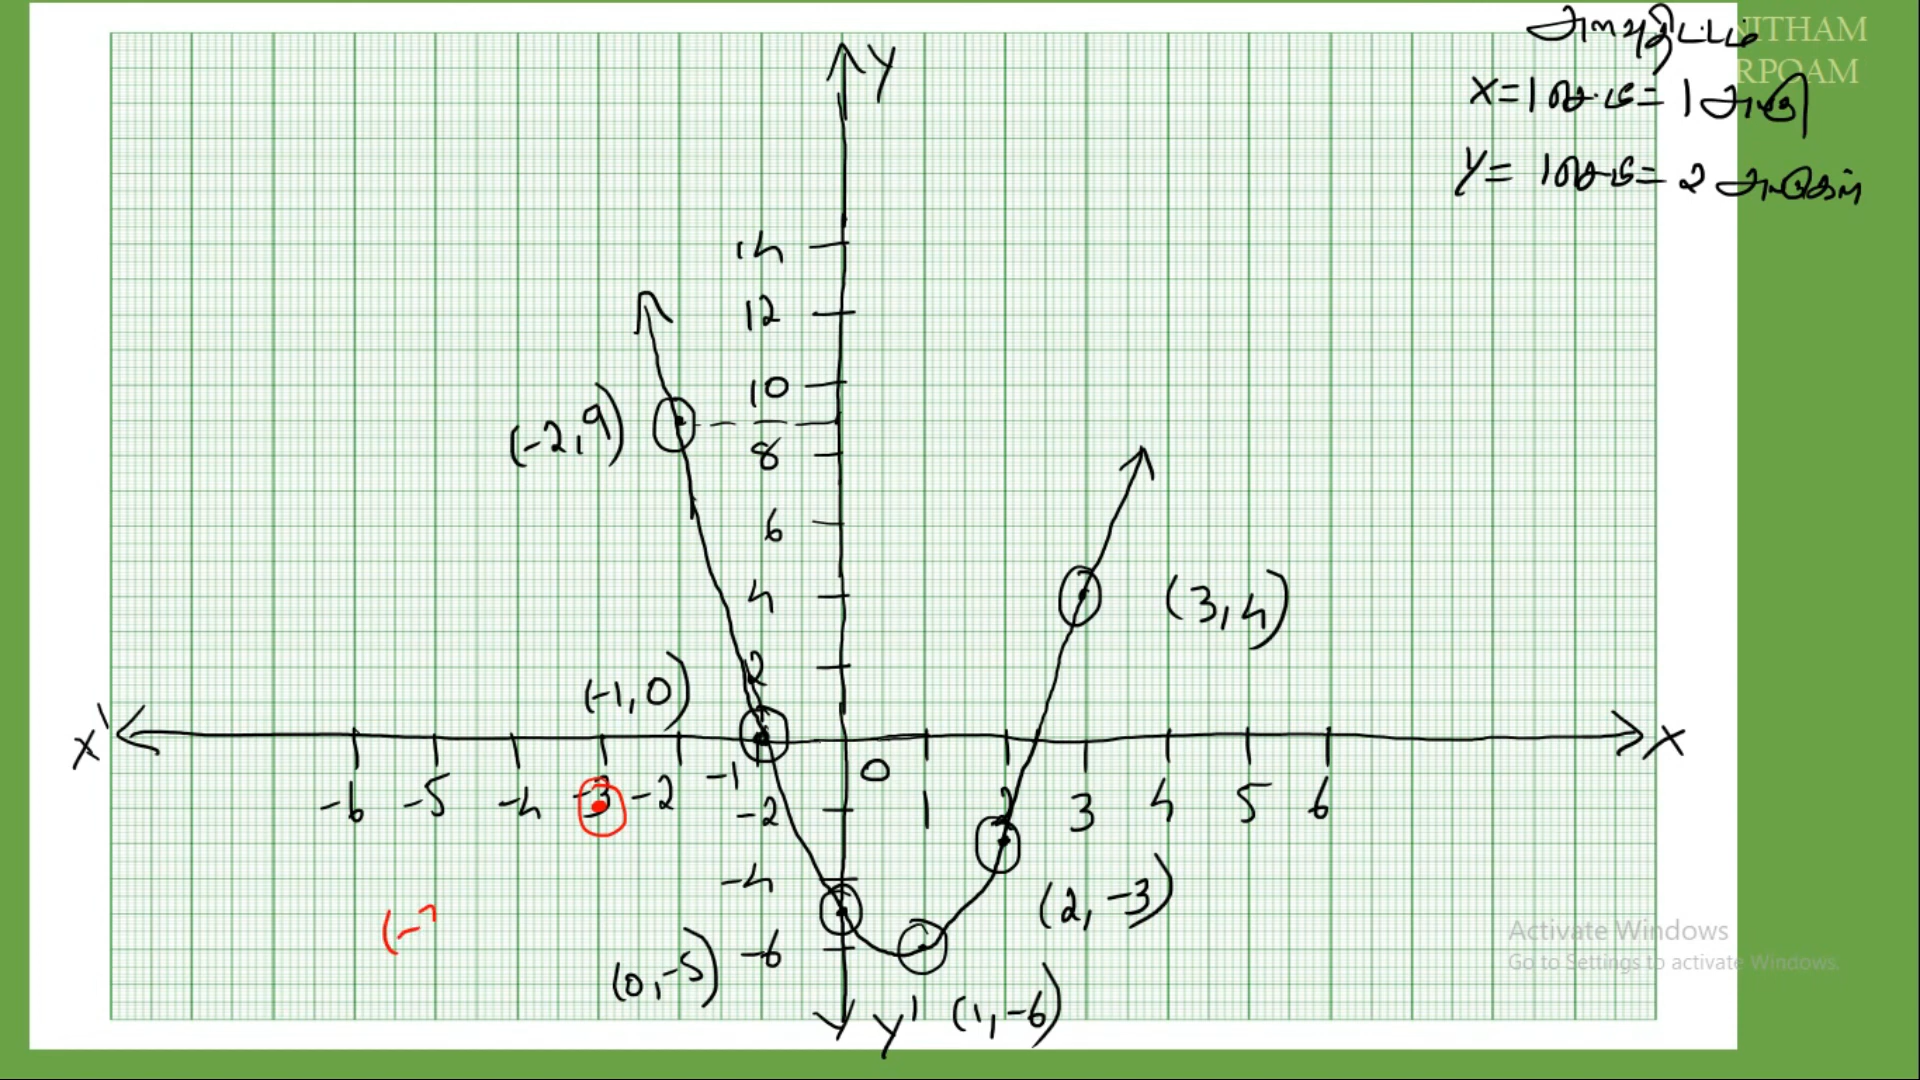 அளவுத்திட்டம்
NITHAM
RPOAM
X=1 செ.மீ= 1 அலகு
Y= 1 செ.மீ= 2 அலகுகள்
Y
14
12
10
(-2,9)
8
6
4
(3,4)
2
(-1,0)
X' X
-6 -5 -4 -3 -2 -1 0 1 2 3 4 5 6
-2
-4
(2,-3)
(0,-5) -6
Y' (1,-6)
Activate Windows
Go to Settings to activate Windows.